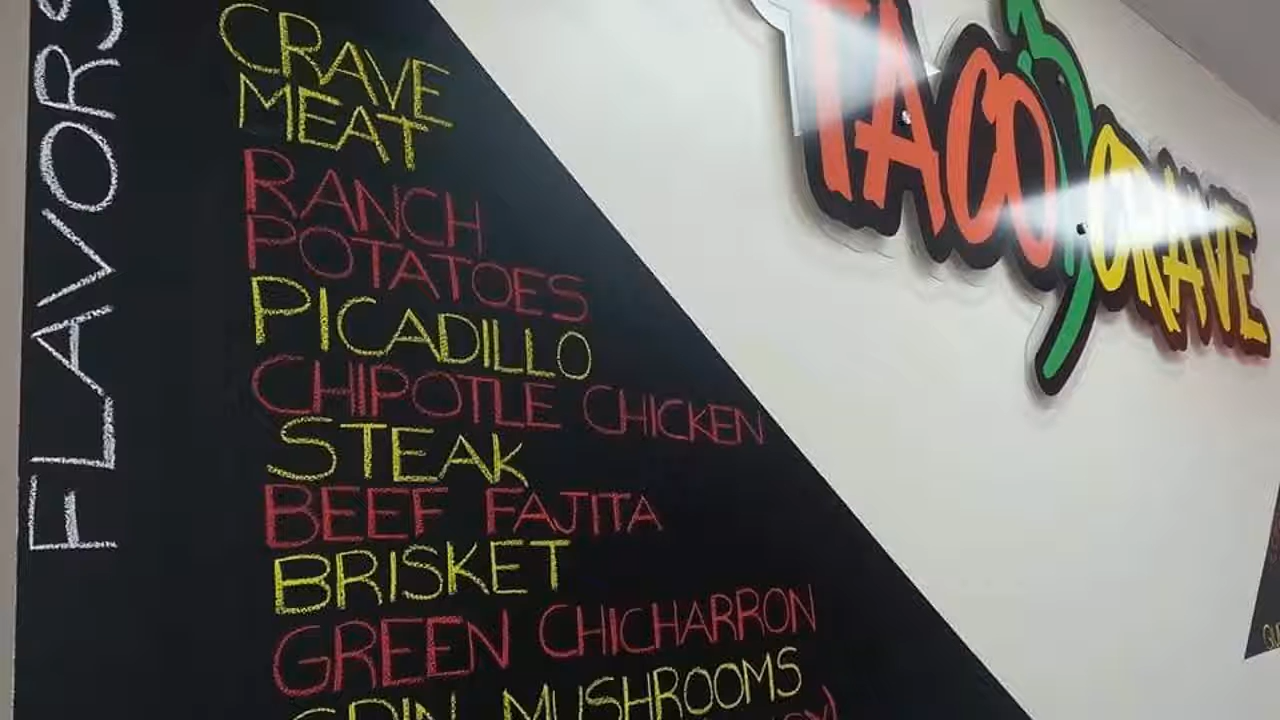 FLAVORS
CRAVE
MEAT
RANCH
POTATOES
PICADILLO
CHIPOTLE CHICKEN
STEAK
BEEF FAJITA
BRISKET
GREEN CHICHARRON
MUSHROOMS
TACO
CRAVE